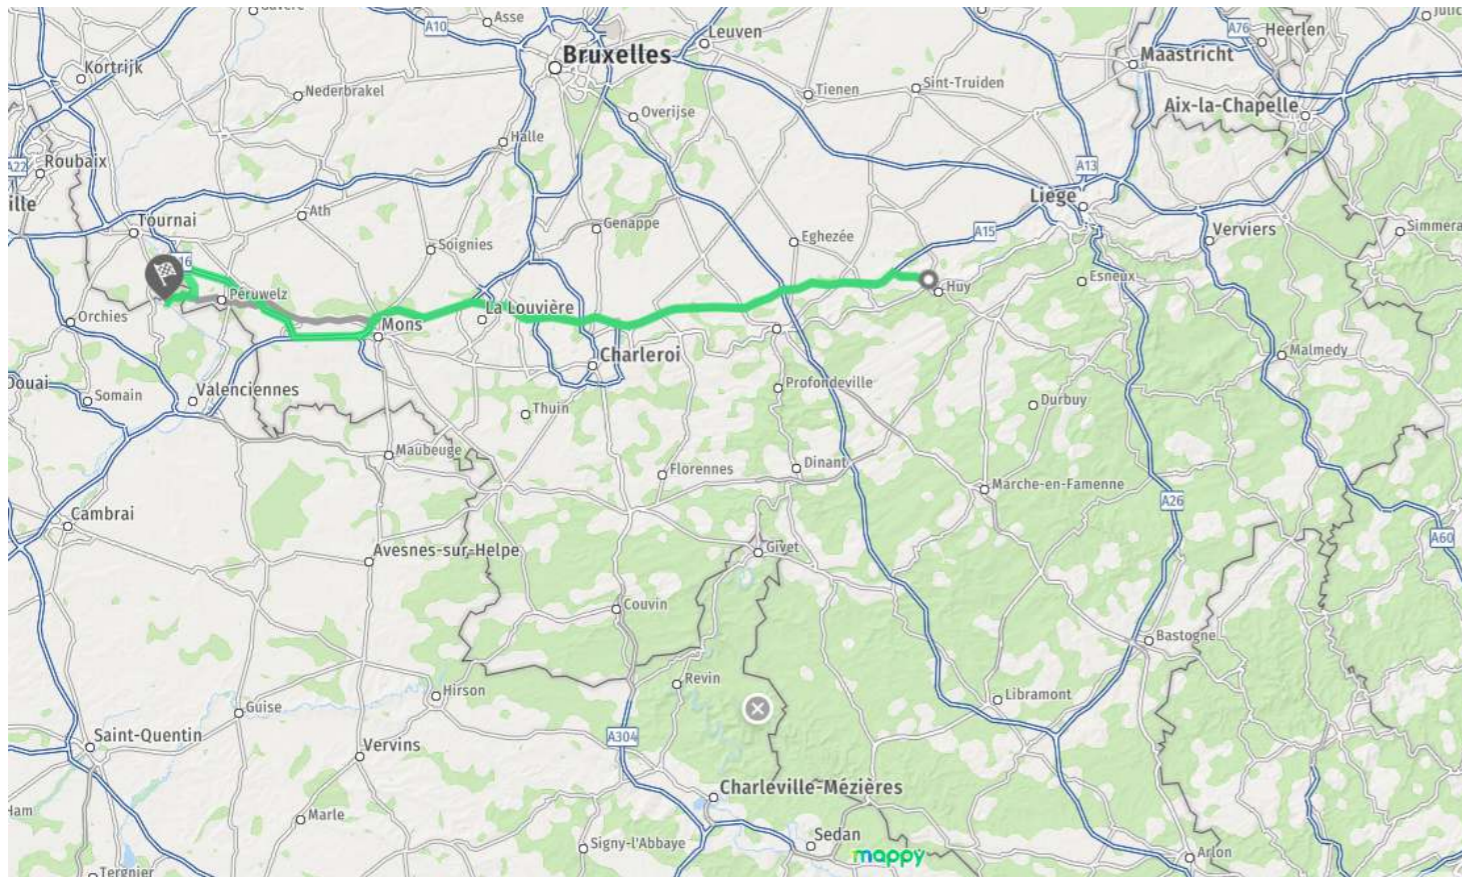 Asse
A10
Leuven
A76
Heerlen
Bruxelles
Kortrijk
Maastricht
Nederbrakel
Tienen
Sint-Truiden
Aix-la-Chapelle
Overijse
Halle
A22
Roubaix
A13
Liège
ille
Tournai
Ath
Genappe
A15
Verviers
Simmera
Soignies
Eghezée
16
Esneux
Péruwelz
Huy
Orchies
La Louvière
Mons
Charleroi
Malmedy
Douai
Somain
Valenciennes
Profondeville
Thuin
Durbuy
Maubeuge
Florennes
Dinant
Marche-en-Famenne
A26
Cambrai
A60
Avesnes-sur-Helpe
Givet
Couvin
Bastogne
Revin
Hirson
Libramont
Guise
Saint-Quentin
A304
Vervins
Charleville-Mézières
Ham
Marle
Sedan
Signy-l'Abbaye
mappy
Arlon
Tergnier